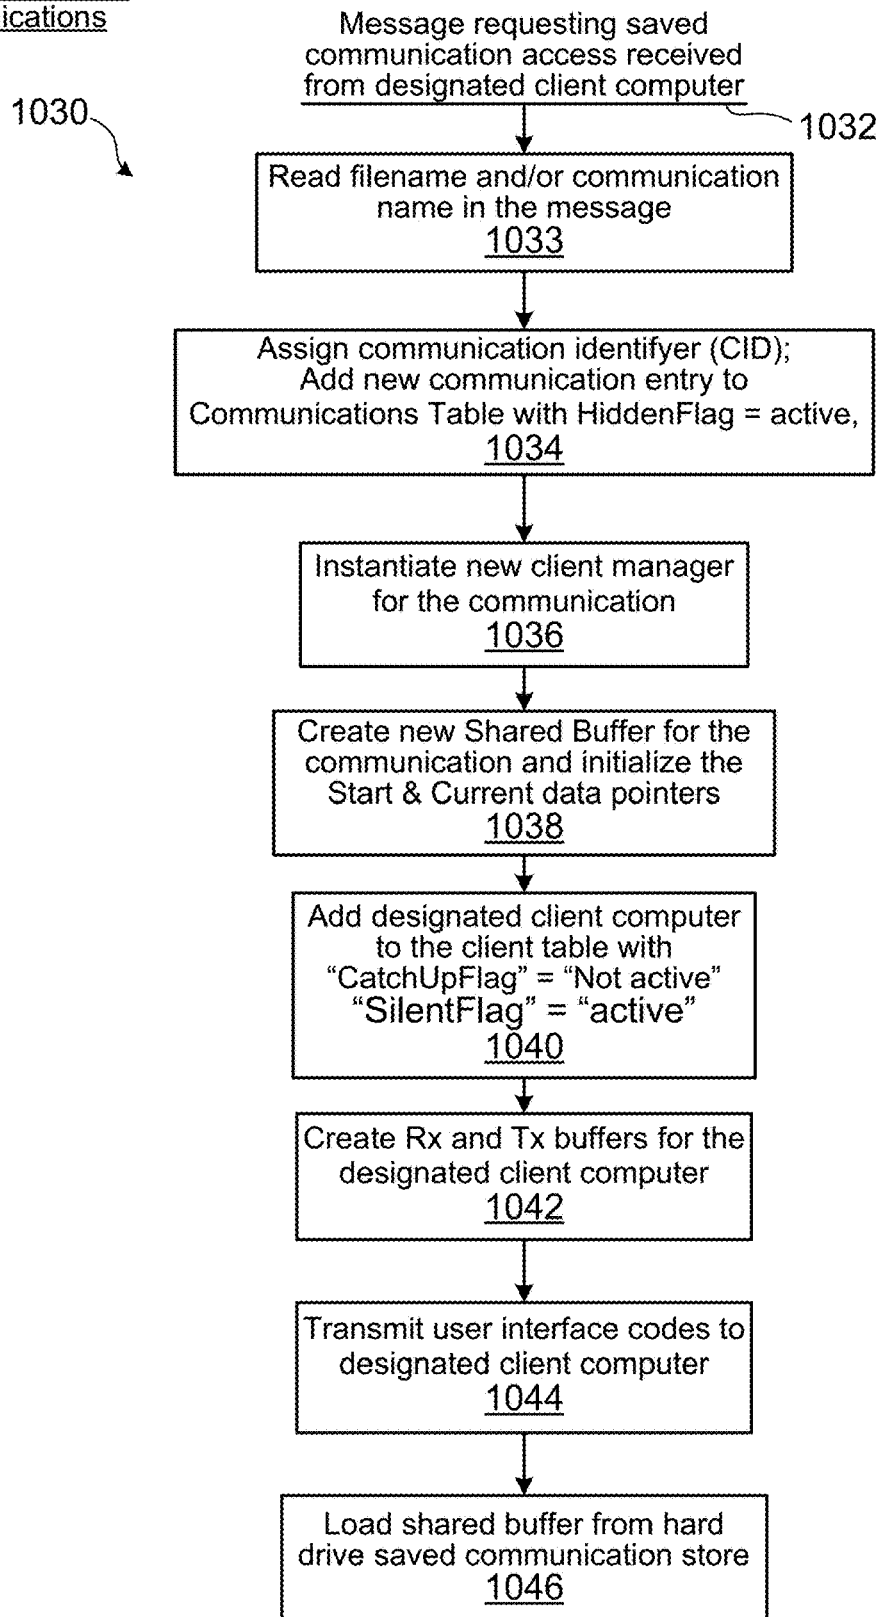 ications
Message requesting saved
communication access received
from designated client computer
1030
1032
Read filename and/or communication
name in the message
1033
Assign communication identifyer (CID);
Add new communication entry to
Communications Table with HiddenFlag = active,
1034
Instantiate new client manager
for the communication
1036
Create new Shared Buffer for the
communication and initialize the
Start & Current data pointers
1038
Add designated client computer
to the client table with
“CatchUpFlag” = “Not active”
“SilentFlag” = “active”
1040
Create Rx and Tx buffers for the
designated client computer
1042
Transmit user interface codes to
designated client computer
1044
Load shared buffer from hard
drive saved communication store
1046